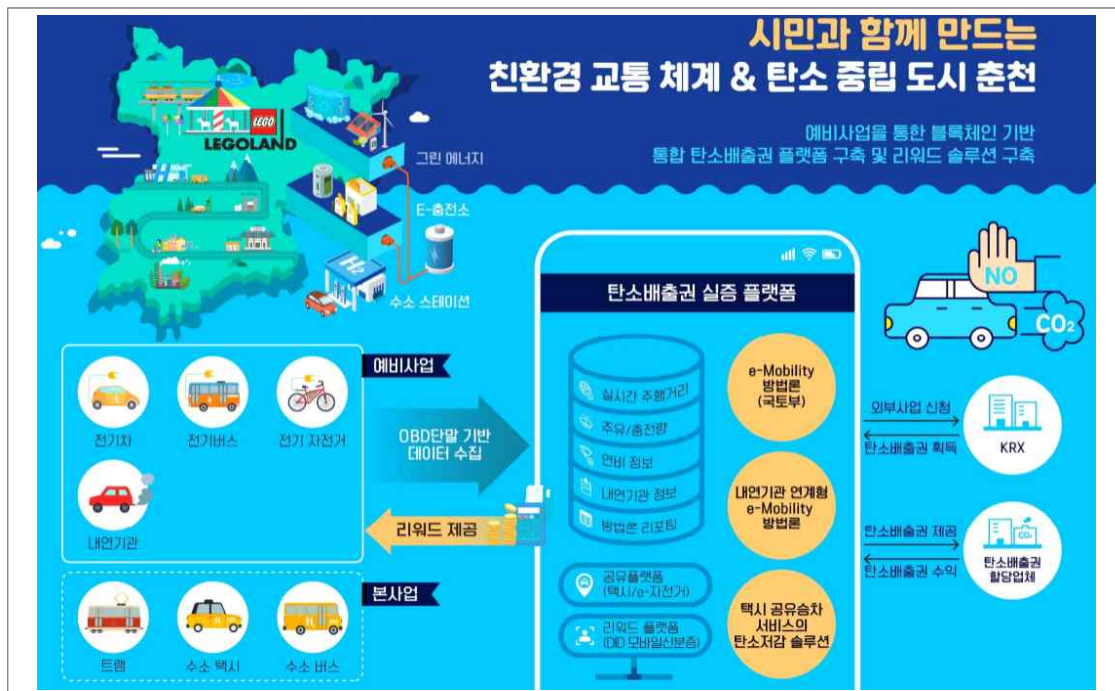 시민과 함께 만드는
친환경 교통 체계 & 탄소 중립 도시 춘천
예비사업을 통한 블록체인 기반
통합 탄소배출권 플랫폼 구축 및 리워드 솔루션 구축
LEGO
LEGOLAND
그린 에너지
E-충전소
H2
수소 스테이션
예비사업
전기차
전기버스
전기 자전거
내연기관
OBD단말 기반
데이터 수집
리워드 제공
본사업
트램
수소 택시
수소 버스
탄소배출권 실증 플랫폼
실시간 주행거리
주유/충전량
연비 정보
내연기관 정보
방법론 리포팅
공유플랫폼
(택시/e-자전거)
리워드 플랫폼
(DID 모바일신분증)
e-Mobility
방법론
(국토부)
내연기관 연계형
e-Mobility
방법론
택시 공유승차
서비스의
탄소저감 솔루션
NO
CO2
외부사업 신청
탄소배출권 획득
KRX
탄소배출권 제공
탄소배출권 수익
탄소배출권
할당업체